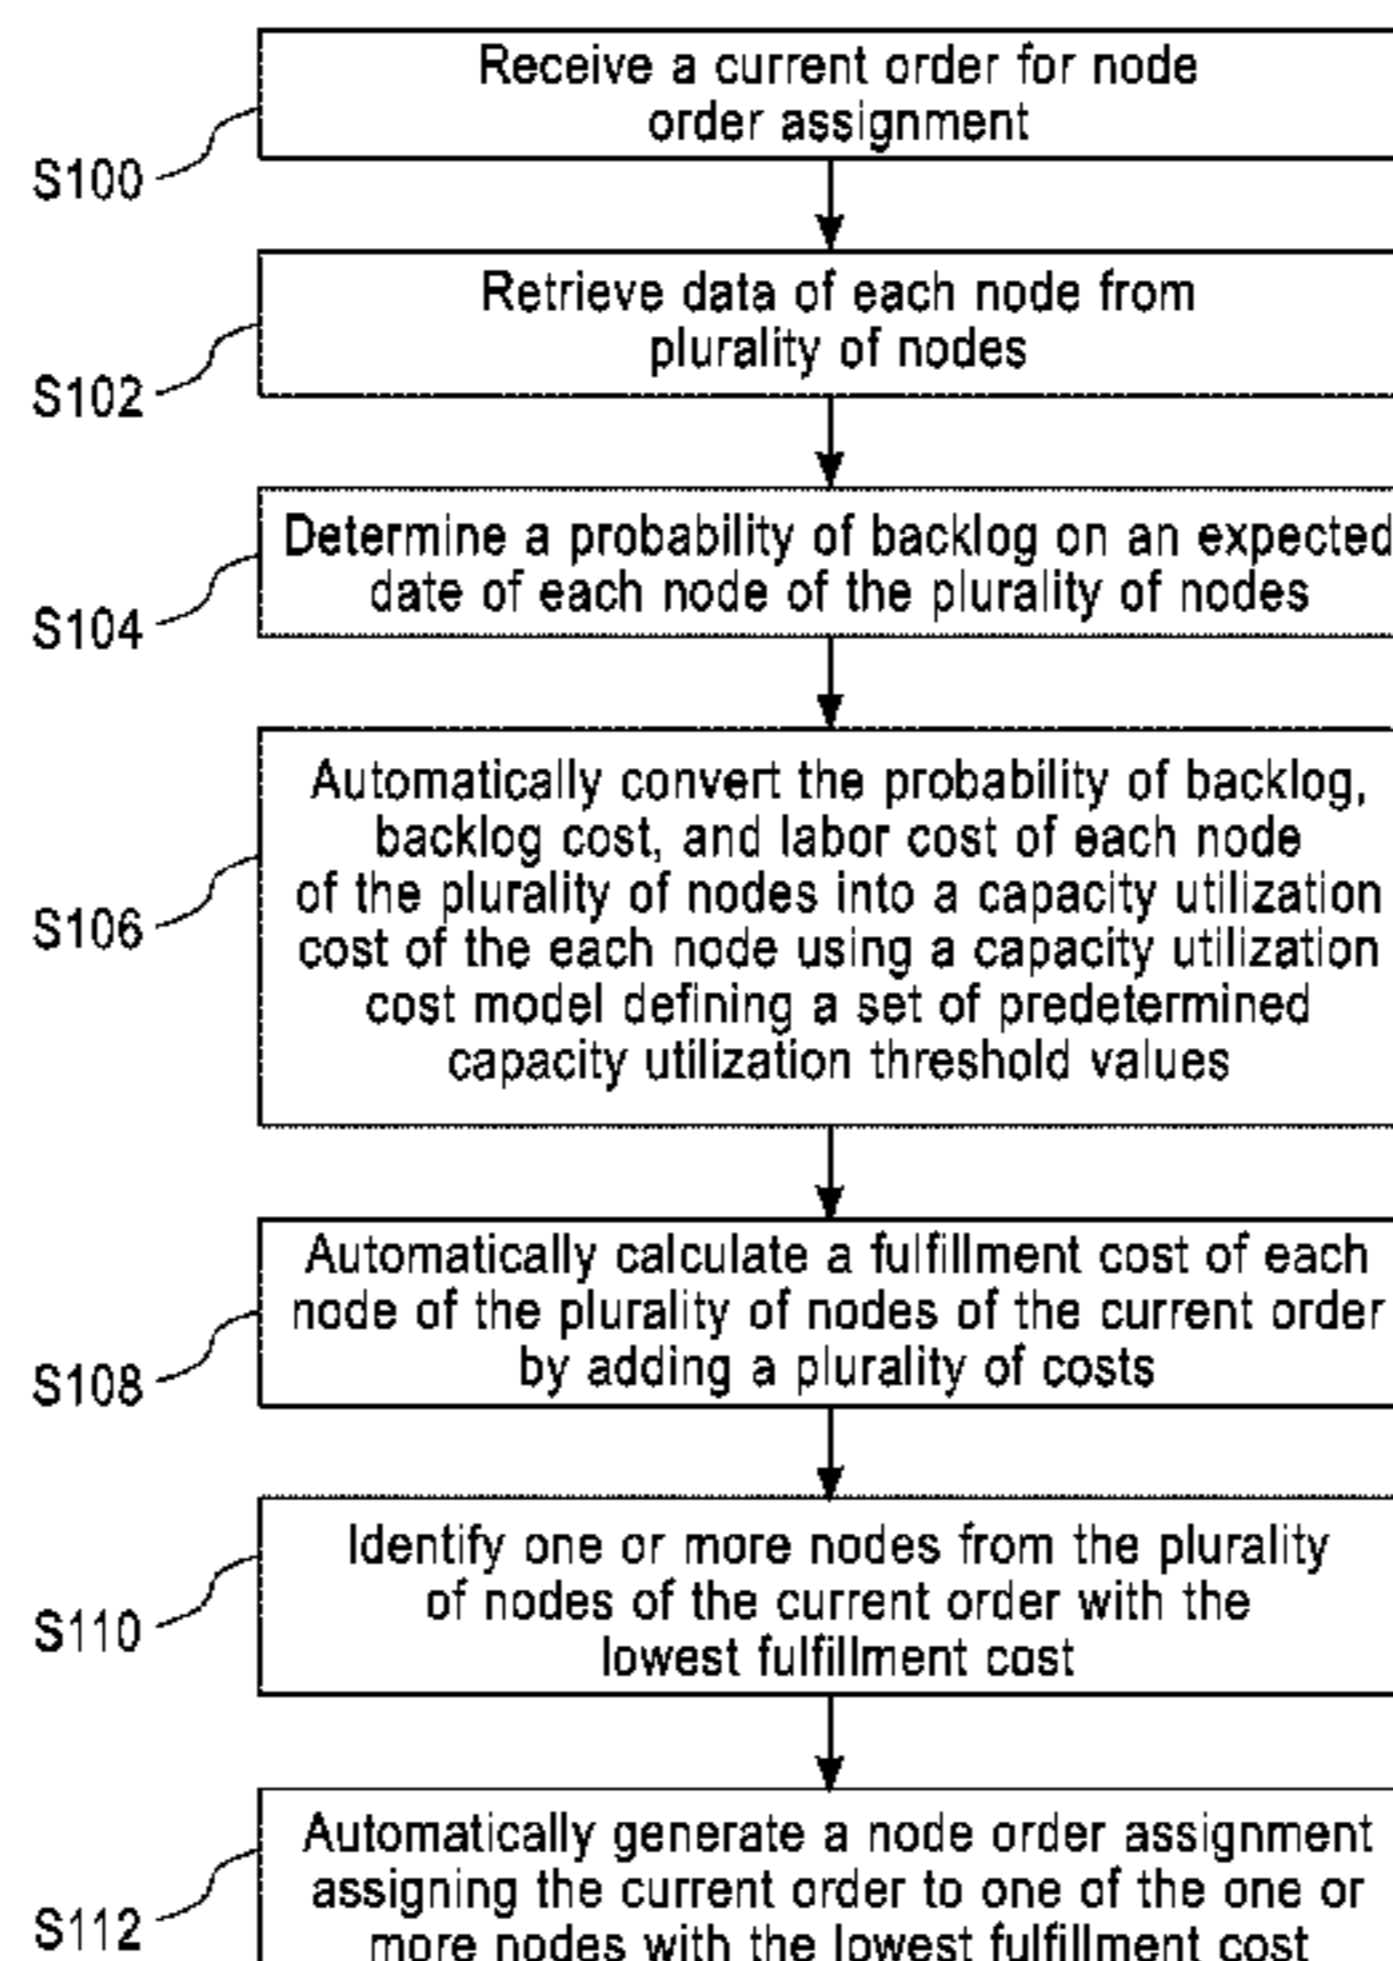 Receive a current order for node
order assignment
S100
Retrieve data of each node from
plurality of nodes
S102
Determine a probability of backlog on an expected
date of each node of the plurality of nodes
S104
Automatically convert the probability of backlog,
backlog cost, and labor cost of each node
of the plurality of nodes into a capacity utilization
cost of the each node using a capacity utilization
cost model defining a set of predetermined
capacity utilization threshold values
S106
Automatically calculate a fulfillment cost of each
node of the plurality of nodes of the current order
by adding a plurality of costs
S108
Identify one or more nodes from the plurality
of nodes of the current order with the
lowest fulfillment cost
S110
Automatically generate a node order assignment
assigning the current order to one of the one or
more nodes with the lowest fulfillment cost
S112